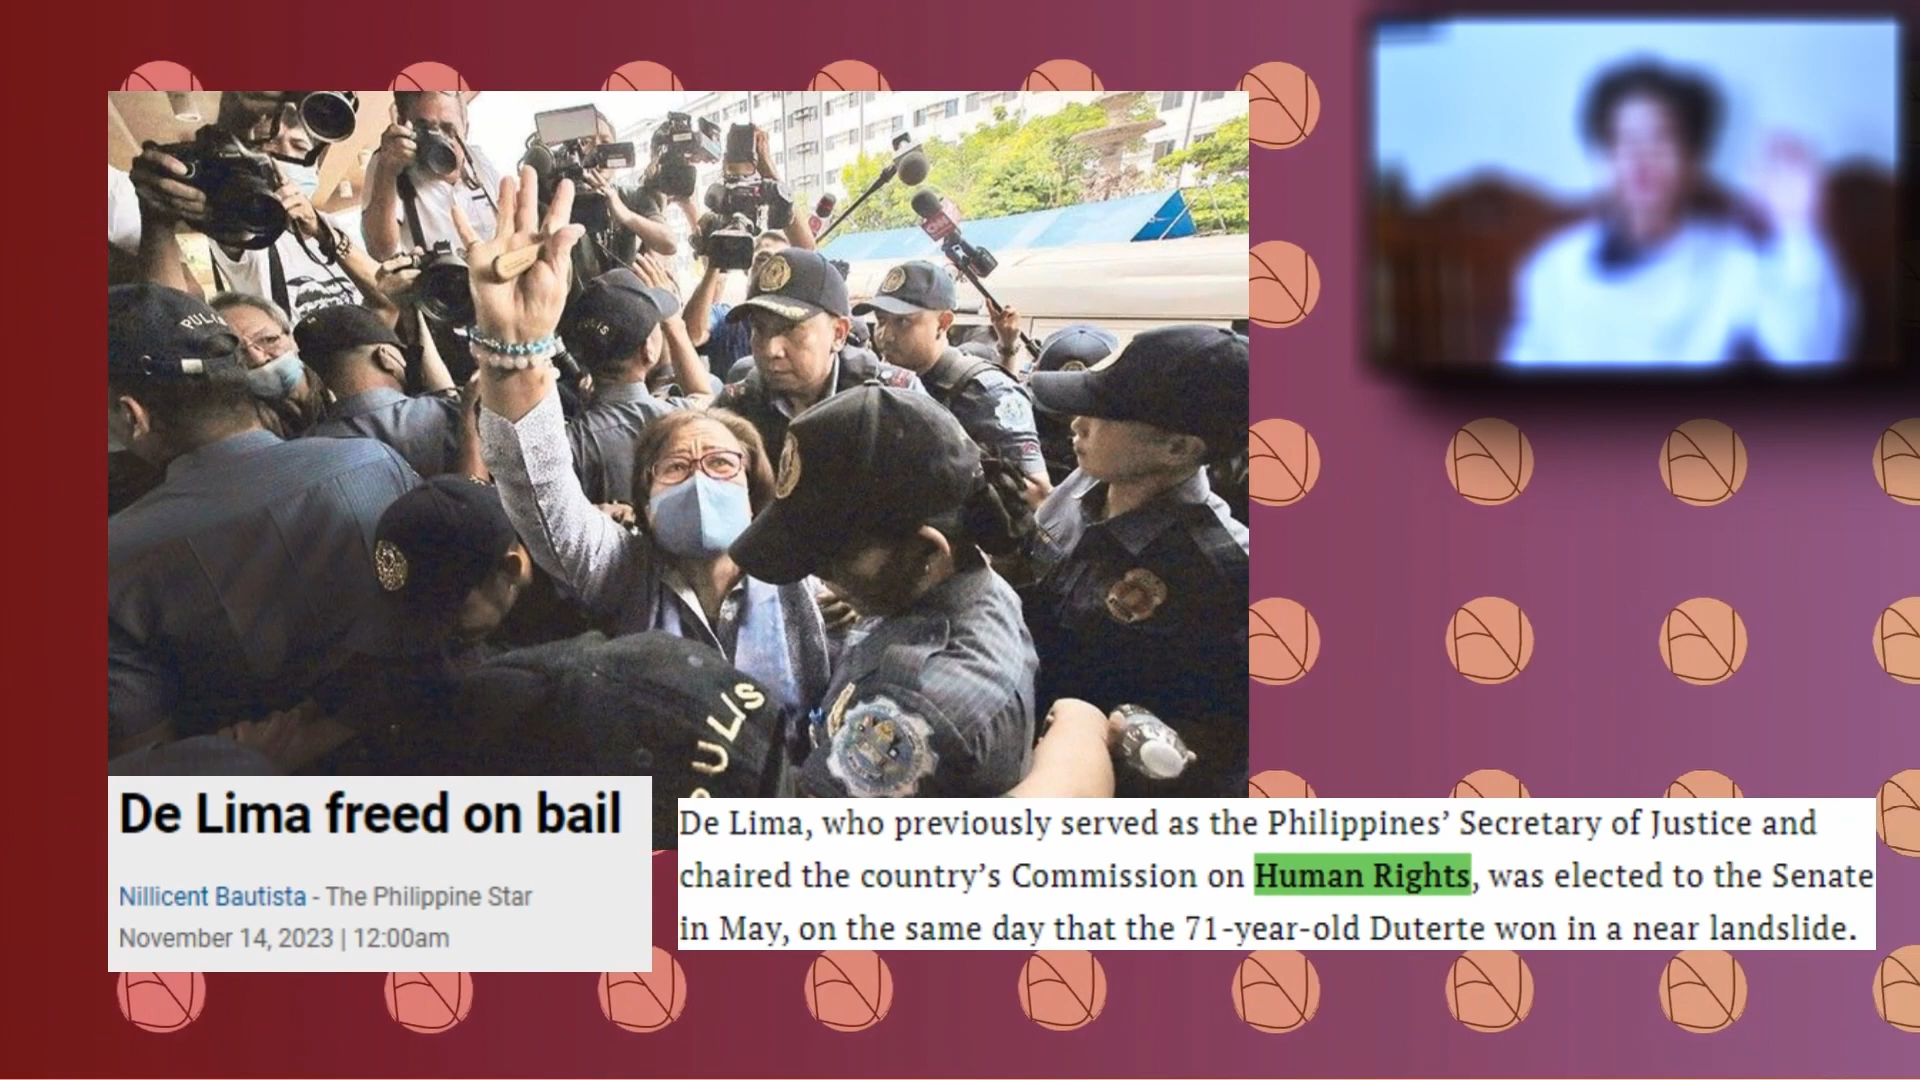 PULIS
ULIS
De Lima freed on bail
Nillicent Bautista - The Philippine Star
November 14, 2023 | 12:00am
De Lima, who previously served as the Philippines’ Secretary of Justice and
chaired the country’s Commission on Human Rights, was elected to the Senate
in May, on the same day that the 71-year-old Duterte won in a near landslide.